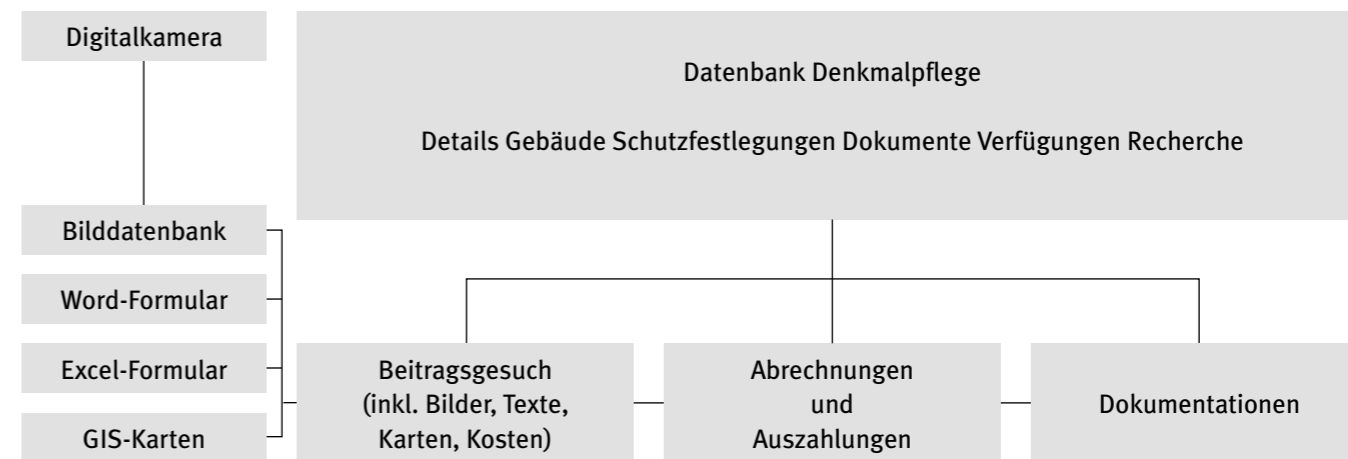 Digitalkamera
Datenbank Denkmalpflege
Details Gebäude Schutzfestlegungen Dokumente Verfügungen Recherche
Bilddatenbank
Word-Formular
Excel-Formular
GIS-Karten
Beitragsgesuch
(inkl. Bilder, Texte,
Karten, Kosten)
Abrechnungen
und
Auszahlungen
Dokumentationen